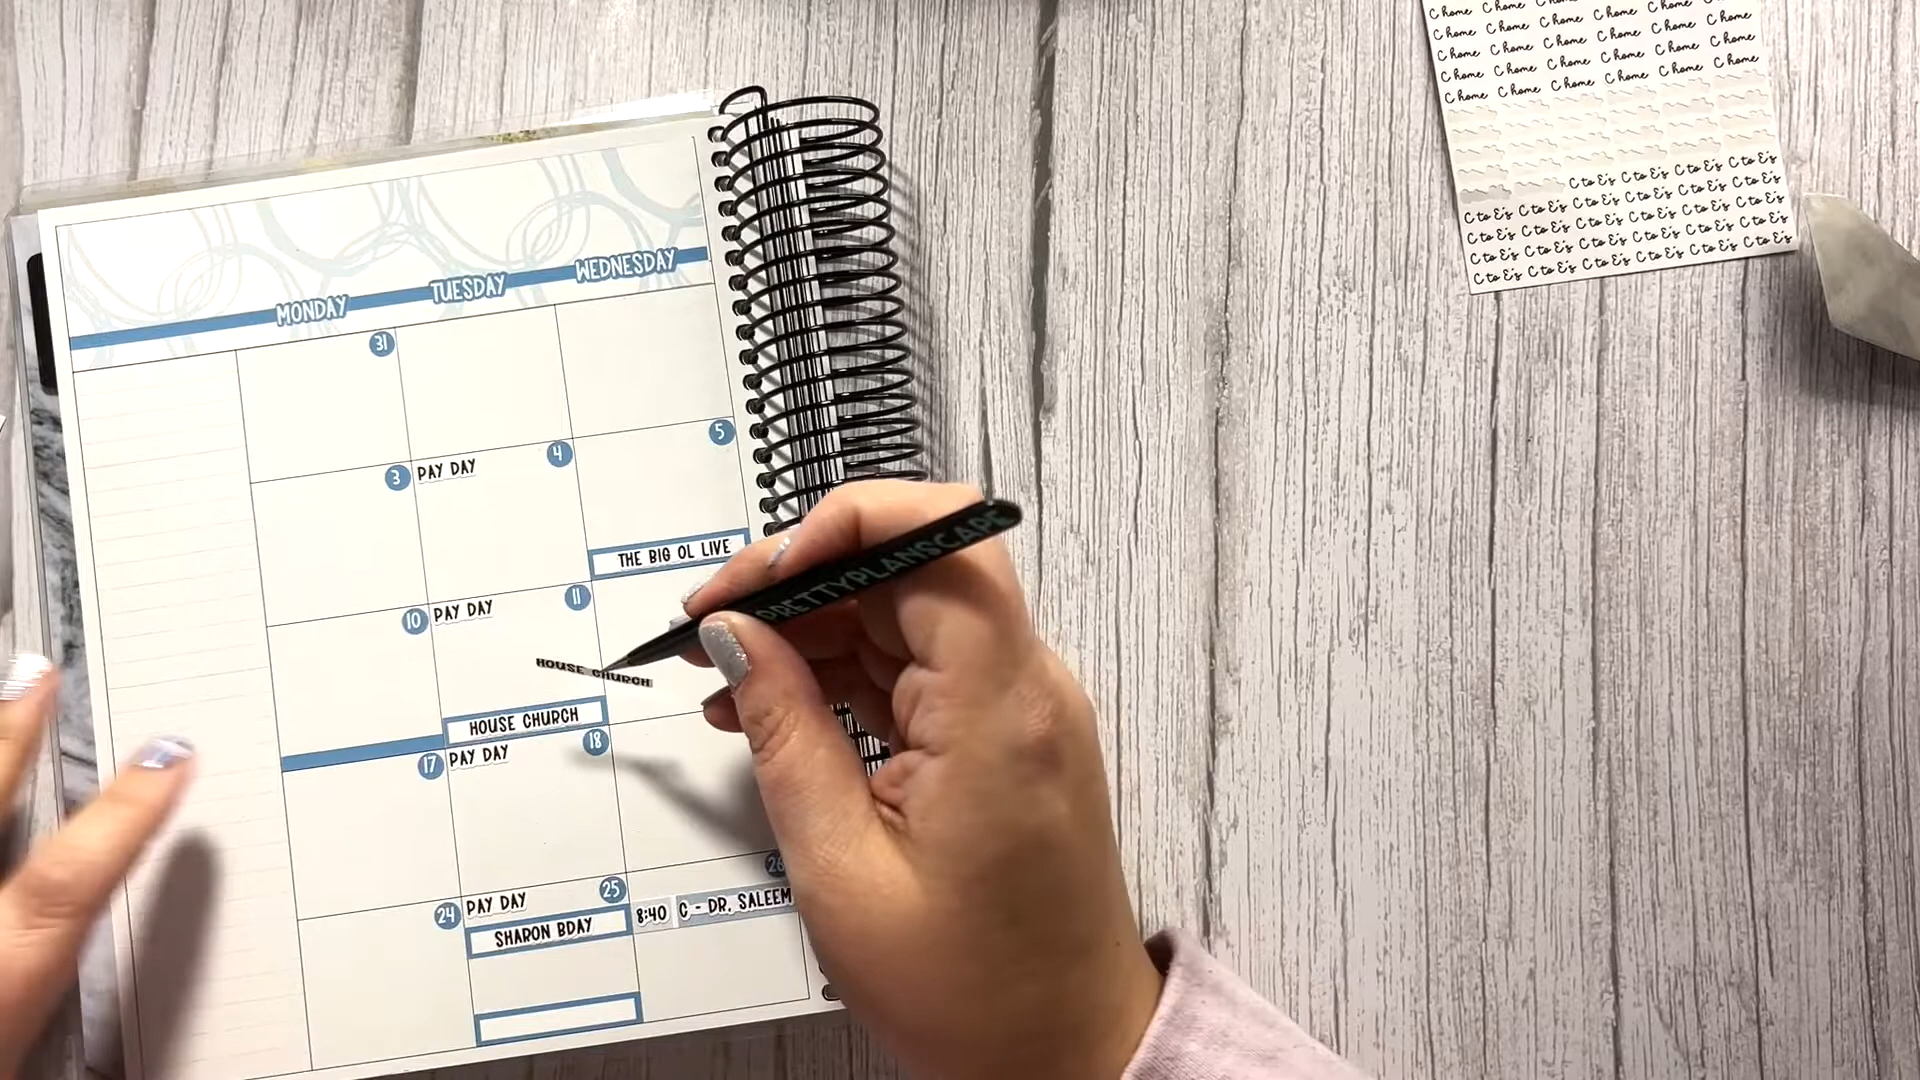 C home C home C home
C home C home C home C home C home C home
C home C home C home C home C home C home
C home C home C home C home C home C home
C home C home C home C home C home C home
C to E's C to E's C to E's C to E's
C to E's C to E's C to E's C to E's C to E's C to E's
C to E's C to E's C to E's C to E's C to E's C to E's
C to E's C to E's C to E's C to E's C to E's C to E's
C to E's C to E's C to E's C to E's C to E's C to E's
MONDAY TUESDAY WEDNESDAY
31
3 PAY DAY 4 5
THE BIG OL LIVE
10 PAY DAY 11
HOUSE CHURCH
PRETTYPLANSCAPE
HOUSE CHURCH
17 PAY DAY 18
24 PAY DAY 25 26
SHARON BDAY
8:40 C - DR. SALEEM